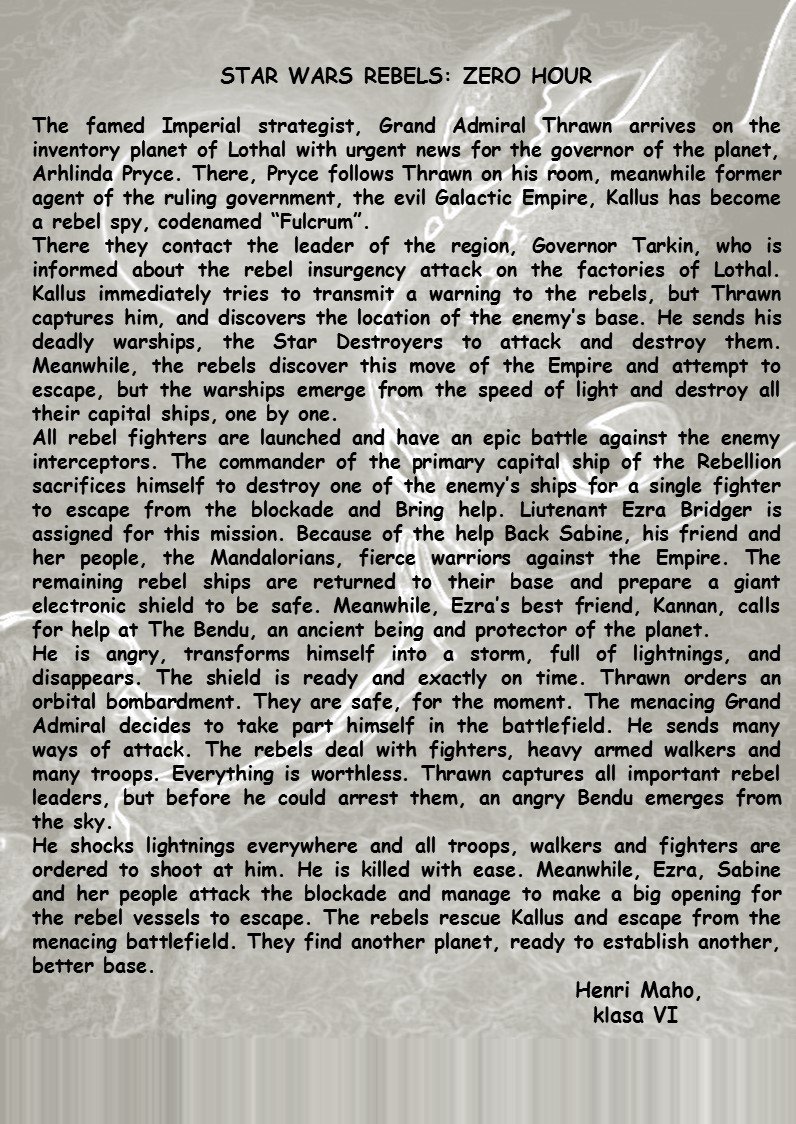 STAR WARS REBELS: ZERO HOUR
The famed Imperial strategist, Grand Admiral Thrawn arrives on the
inventory planet of Lothal with urgent news for the governor of the planet,
Arhlinda Pryce. There, Pryce follows Thrawn on his room, meanwhile former
agent of the ruling government, the evil Galactic Empire, Kallus has become
a rebel spy, codenamed “Fulcrum”.
There they contact the leader of the region, Governor Tarkin, who is
informed about the rebel insurgency attack on the factories of Lothal.
Kallus immediately tries to transmit a warning to the rebels, but Thrawn
captures him, and discovers the location of the enemy's base. He sends his
deadly warships, the Star Destroyers to attack and destroy them.
Meanwhile, the rebels discover this move of the Empire and attempt to
escape, but the warships emerge from the speed of light and destroy all
their capital ships, one by one.
All rebel fighters are launched and have an epic battle against the enemy
interceptors. The commander of the primary capital ship of the Rebellion
sacrifices himself to destroy one of the enemy's ships for a single fighter
to escape from the blockade and Bring help. Liutenant Ezra Bridger is
assigned for this mission. Because of the help Back Sabine, his friend and
her people, the Mandalorians, fierce warriors against the Empire. The
remaining rebel ships are returned to their base and prepare a giant
electronic shield to be safe. Meanwhile, Ezra's best friend, Kannan, calls
for help at The Bendu, an ancient being and protector of the planet.
He is angry, transforms himself into a storm, full of lightnings, and
disappears. The shield is ready and exactly on time. Thrawn orders an
orbital bombardment. They are safe, for the moment. The menacing Grand
Admiral decides to take part himself in the battlefield. He sends many
ways of attack. The rebels deal with fighters, heavy armed walkers and
many troops. Everything is worthless. Thrawn captures all important rebel
leaders, but before he could arrest them, an angry Bendu emerges from
the sky.
He shocks lightnings everywhere and all troops, walkers and fighters are
ordered to shoot at him. He is killed with ease. Meanwhile, Ezra, Sabine
and her people attack the blockade and manage to make a big opening for
the rebel vessels to escape. The rebels rescue Kallus and escape from the
menacing battlefield. They find another planet, ready to establish another,
better base.
Henri Maho,
klasa VI